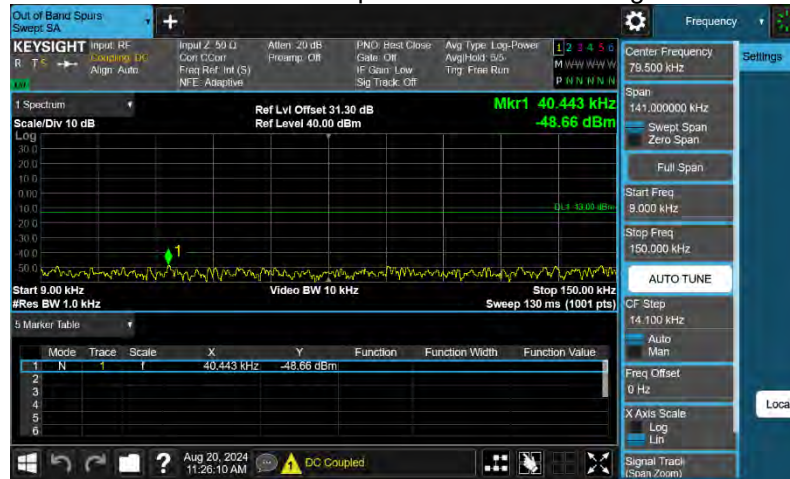 Out of Band Spurs
Swept SA
Frequency
KEYSIGHT
R T S
Input: RF
Coupling: DC
Align: Auto
Input Z: 50 Ω
Corr CCorr
Freq Ref: Int (S)
NFE: Adaptive
Atten: 20 dB
Preamp: Off
PNO: Best Close
Gate: Off
IF Gain: Low
Sig Track: Off
Avg Type: Log-Power
Avg|Hold: 5/5
Trig: Free Run
1 2 3 4 5 6
M W W W W W
P N N N N N
1 Spectrum
Scale/Div 10 dB
Ref Lvl Offset 31.30 dB
Ref Level 40.00 dBm
Mkr1 40.443 kHz
-48.66 dBm
Log
30.0
20.0
10.0
0.00
-10.0
-20.0
-30.0
-40.0
-50.0
DL1 -13.00 dBm
1
Start 9.00 kHz
#Res BW 1.0 kHz
Video BW 10 kHz
Stop 150.00 kHz
Sweep 130 ms (1001 pts)
5 Marker Table
Mode Trace Scale X Y Function Function Width Function Value
1 N 1 f 40.443 kHz -48.66 dBm
2
3
4
5
6
Aug 20, 2024
11:26:10 AM
DC Coupled
Center Frequency
79.500 kHz
Settings
Span
141.000000 kHz
Swept Span
Zero Span
Full Span
Start Freq
9.000 kHz
Stop Freq
150.000 kHz
AUTO TUNE
CF Step
14.100 kHz
Auto
Man
Freq Offset
0 Hz
X Axis Scale
Log
Lin
Loca
Signal Track
(Span Zoom)